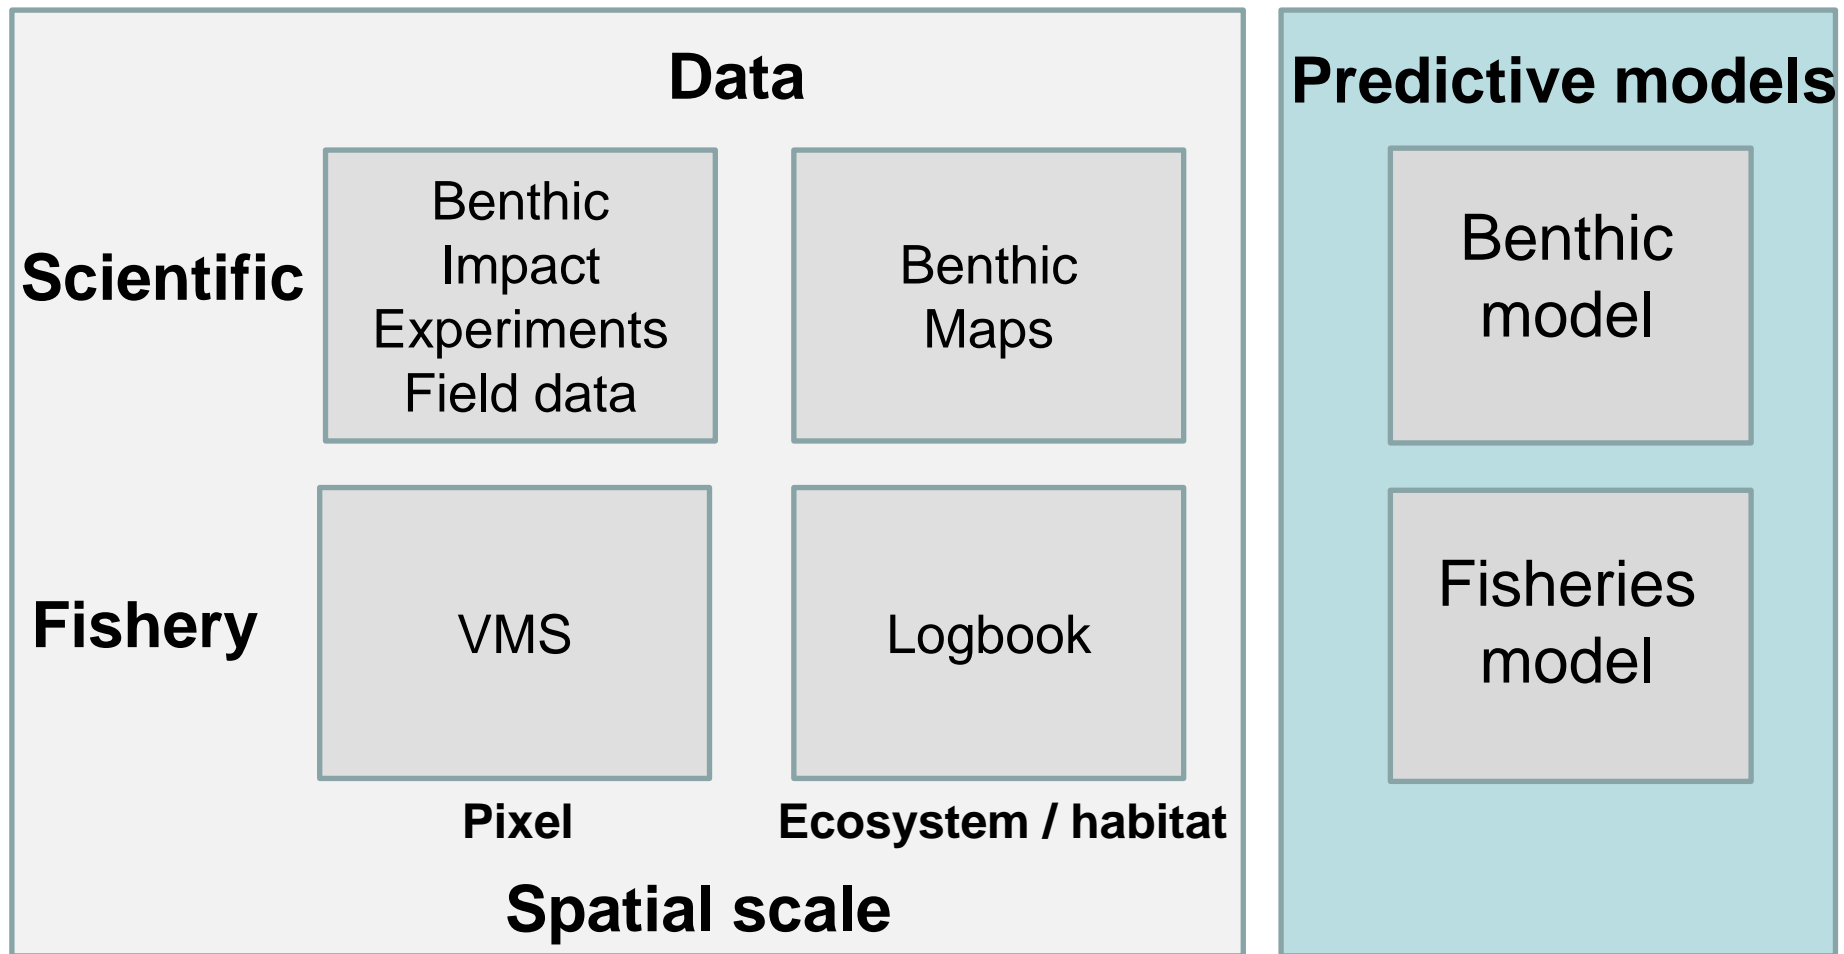 Data
Predictive models
Scientific
Benthic
Impact
Experiments
Field data
Benthic
Maps
Benthic
model
Fishery
VMS
Logbook
Fisheries
model
Pixel
Ecosystem / habitat
Spatial scale